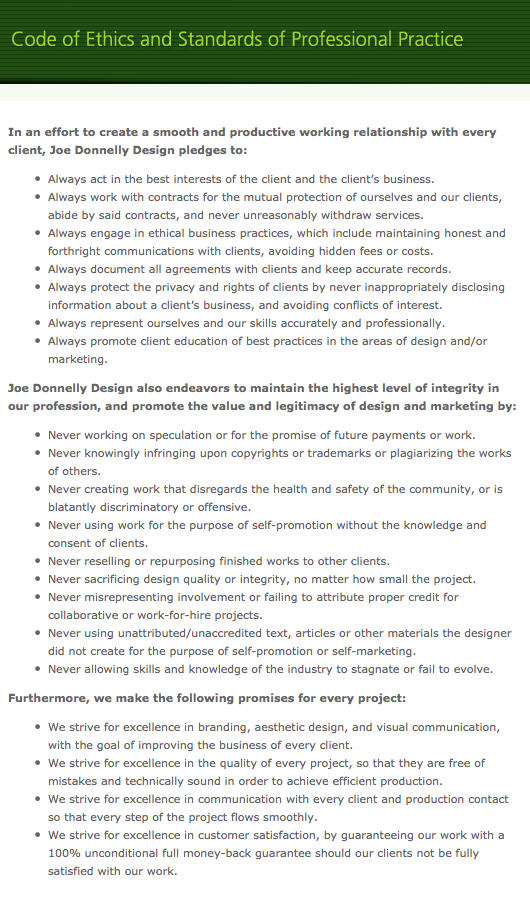 Code of Ethics and Standards of Professional Practice
In an effort to create a smooth and productive working relationship with every
client, Joe Donnelly Design pledges to:
• Always act in the best interests of the client and the client’s business.
• Always work with contracts for the mutual protection of ourselves and our clients,
abide by said contracts, and never unreasonably withdraw services.
• Always engage in ethical business practices, which include maintaining honest and
forthright communications with clients, avoiding hidden fees or costs.
• Always document all agreements with clients and keep accurate records.
• Always protect the privacy and rights of clients by never inappropriately disclosing
information about a client’s business, and avoiding conflicts of interest.
• Always represent ourselves and our skills accurately and professionally.
• Always promote client education of best practices in the areas of design and/or
marketing.
Joe Donnelly Design also endeavors to maintain the highest level of integrity in
our profession, and promote the value and legitimacy of design and marketing by:
• Never working on speculation or for the promise of future payments or work.
• Never knowingly infringing upon copyrights or trademarks or plagiarizing the works
of others.
• Never creating work that disregards the health and safety of the community, or is
blatantly discriminatory or offensive.
• Never using work for the purpose of self-promotion without the knowledge and
consent of clients.
• Never reselling or repurposing finished works to other clients.
• Never sacrificing design quality or integrity, no matter how small the project.
• Never misrepresenting involvement or failing to attribute proper credit for
collaborative or work-for-hire projects.
• Never using unattributed/unaccredited text, articles or other materials the designer
did not create for the purpose of self-promotion or self-marketing.
• Never allowing skills and knowledge of the industry to stagnate or fail to evolve.
Furthermore, we make the following promises for every project:
• We strive for excellence in branding, aesthetic design, and visual communication,
with the goal of improving the business of every client.
• We strive for excellence in the quality of every project, so that they are free of
mistakes and technically sound in order to achieve efficient production.
• We strive for excellence in communication with every client and production contact
so that every step of the project flows smoothly.
• We strive for excellence in customer satisfaction, by guaranteeing our work with a
100% unconditional full money-back guarantee should our clients not be fully
satisfied with our work.